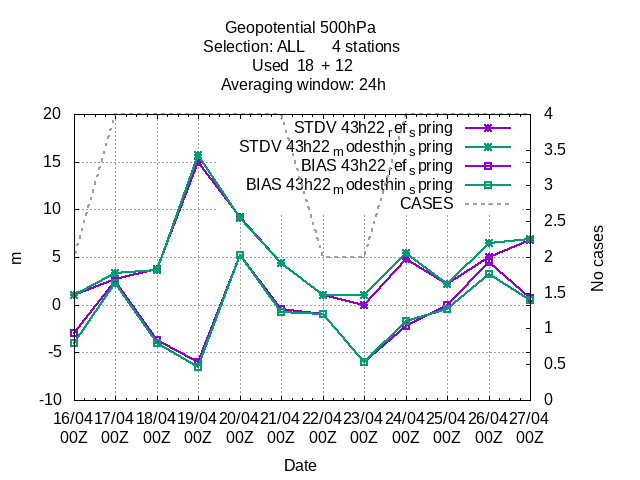 Geopotential 500hPa
Selection: ALL 4 stations
Used 18 + 12
Averaging window: 24h
STDV 43h22refspring
STDV 43h22modesthinspring
BIAS 43h22refspring
BIAS 43h22modesthinspring
CASES
20
15
10
5
0
-5
-10
m
4
3.5
3
2.5
2
1.5
1
0.5
0
No cases
16/04 17/04 18/04 19/04 20/04 21/04 22/04 23/04 24/04 25/04 26/04 27/04
00Z 00Z 00Z 00Z 00Z 00Z 00Z 00Z 00Z 00Z 00Z 00Z
Date